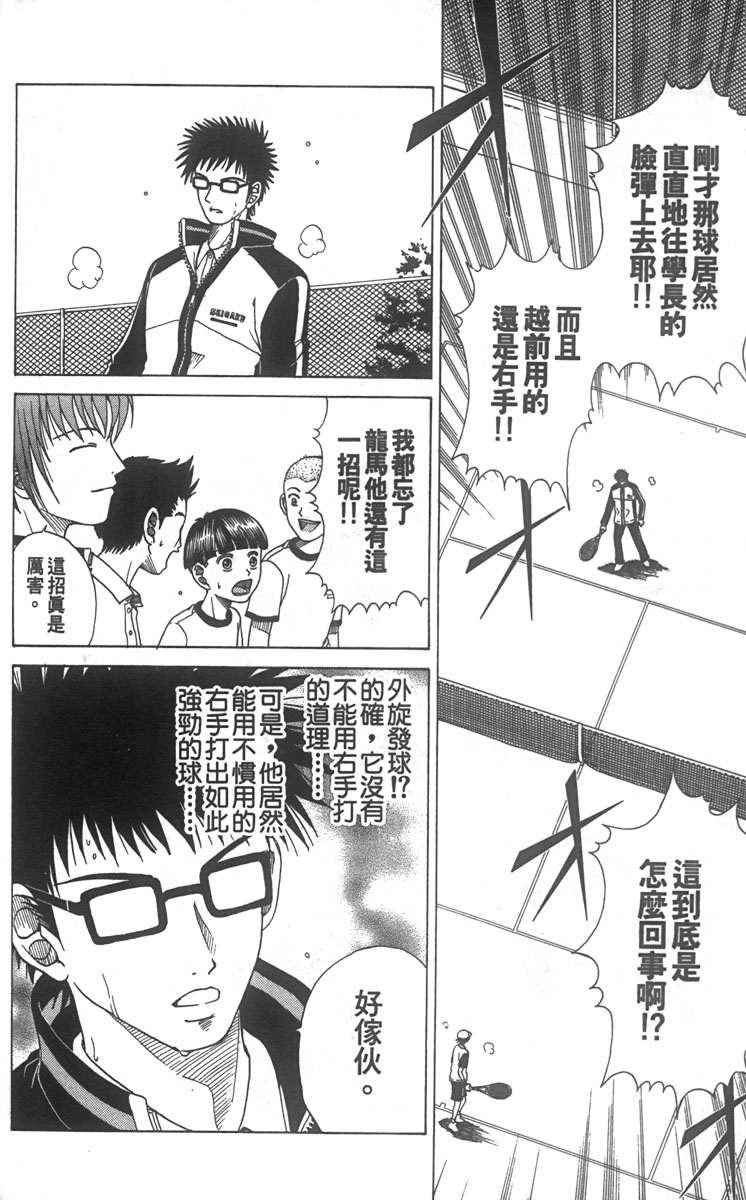 剛才那球居然
直直地往學長的
臉彈上去耶!!
而且
越前用的
還是右手!!
這到底是
怎麼回事啊!?
SEIGAKU
我都忘了
龍馬他還有這
一招呢!!
這招真是
厲害。
外旋發球!?
的確，它沒有
不能用右手打
的道理……
可是，他居然
能用不慣用的
右手打出如此
強勁的球……
好傢伙。